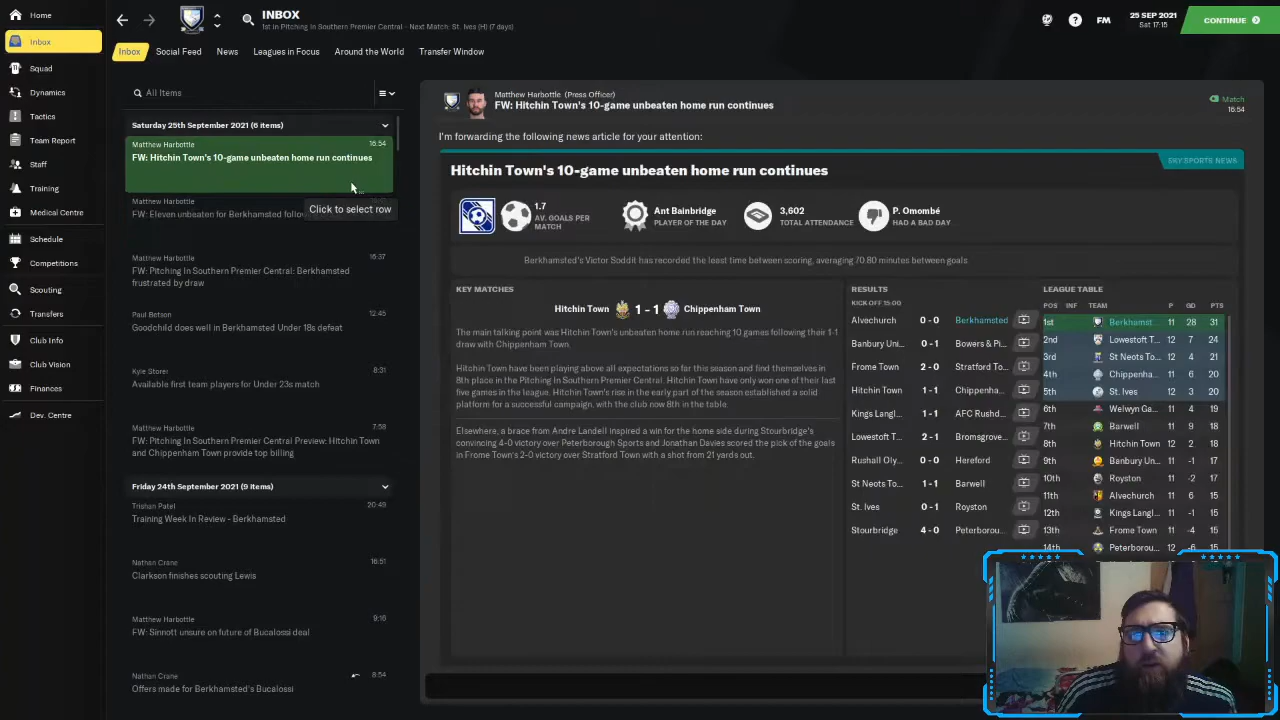 Home
Inbox
Squad
Dynamics
Tactics
Team Report
Staff
Training
Medical Centre
Schedule
Competitions
Scouting
Transfers
Club Info
Club Vision
Finances
Dev. Centre
INBOX
1st in Pitching In Southern Premier Central - Next Match: St. Ives (H) (7 days)
FM
25 SEP 2021
Sat 17:15
CONTINUE
Inbox
Social Feed
News
Leagues in Focus
Around the World
Transfer Window
All Items
Saturday 25th September 2021 (6 items)
Matthew Harbottle 16:54
FW: Hitchin Town's 10-game unbeaten home run continues
Matthew Harbottle
FW: Eleven unbeaten for Berkhamsted follo
Click to select row
Matthew Harbottle 16:37
FW: Pitching In Southern Premier Central: Berkhamsted
frustrated by draw
Paul Betson 12:45
Goodchild does well in Berkhamsted Under 18s defeat
Kyle Storer 8:31
Available first team players for Under 23s match
Matthew Harbottle 7:58
FW: Pitching In Southern Premier Central Preview: Hitchin Town
and Chippenham Town provide top billing
Friday 24th September 2021 (9 items)
Trishan Patel 20:49
Training Week In Review - Berkhamsted
Nathan Crane 16:51
Clarkson finishes scouting Lewis
Matthew Harbottle 9:16
FW: Sinnott unsure on future of Bucalossi deal
Nathan Crane 8:54
Offers made for Berkhamsted's Bucalossi
Matthew Harbottle (Press Officer)
FW: Hitchin Town's 10-game unbeaten home run continues
Match
16:54
I'm forwarding the following news article for your attention:
SKY SPORTS NEWS
Hitchin Town's 10-game unbeaten home run continues
1.7
AV. GOALS PER
MATCH
Ant Bainbridge
PLAYER OF THE DAY
3,602
TOTAL ATTENDANCE
P. Omombé
HAD A BAD DAY
Berkhamsted's Victor Soddit has recorded the least time between scoring, averaging 70.80 minutes between goals
KEY MATCHES
Hitchin Town 1 - 1 Chippenham Town
The main talking point was Hitchin Town's unbeaten home run reaching 10 games following their 1-1
draw with Chippenham Town.
Hitchin Town have been playing above all expectations so far this season and find themselves in
8th place in the Pitching In Southern Premier Central. Hitchin Town have only won one of their last
five games in the league. Hitchin Town's rise in the early part of the season established a solid
platform for a successful campaign, with the club now 8th in the table.
Elsewhere, a brace from Andre Landell inspired a win for the home side during Stourbridge's
convincing 4-0 victory over Peterborough Sports and Jonathan Davies scored the pick of the goals
in Frome Town's 2-0 victory over Stratford Town with a shot from 21 yards out.
RESULTS
KICK OFF 15:00
Alvechurch 0 - 0 Berkhamsted
Banbury Uni... 0 - 1 Bowers & Pi...
Frome Town 2 - 0 Stratford To...
Hitchin Town 1 - 1 Chippenha...
Kings Langl... 1 - 1 AFC Rushd...
Lowestoft T... 2 - 1 Bromsgrove...
Rushall Oly... 0 - 0 Hereford
St Neots To... 1 - 1 Barwell
St. Ives 0 - 1 Royston
Stourbridge 4 - 0 Peterborou...
LEAGUE TABLE
POS INF TEAM P GD PTS
1st Berkhamst... 11 28 31
2nd Lowestoft T... 12 7 24
3rd St Neots To... 12 4 21
4th Chippenha... 11 6 20
5th St. Ives 12 3 20
6th Welwyn Ga... 11 4 19
7th Barwell 11 9 18
8th Hitchin Town 12 2 18
9th Banbury Un... 11 -1 17
10th Royston 11 -2 17
11th Alvechurch 11 6 15
12th Kings Langl... 11 -1 15
13th Frome Town 11 -4 15
14th Peterborou... 12 -6 15